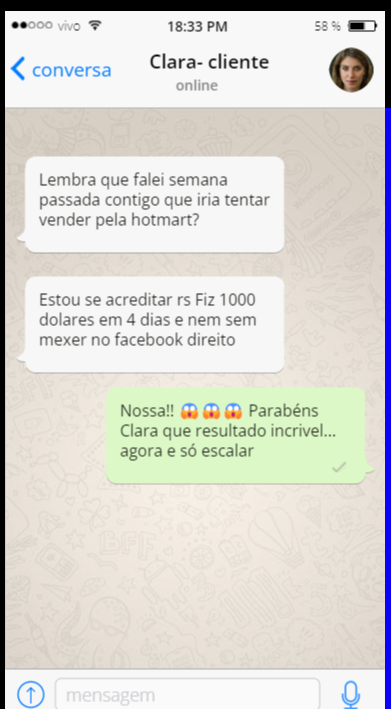 vivo 18:33 PM 58 %
conversa Clara- cliente
online
Lembra que falei semana
passada contigo que iria tentar
vender pela hotmart?
Estou se acreditar rs Fiz 1000
dolares em 4 dias e nem sem
mexer no facebook direito
Nossa!! 😱😱😱 Parabéns
Clara que resultado incrivel...
agora e só escalar
mensagem